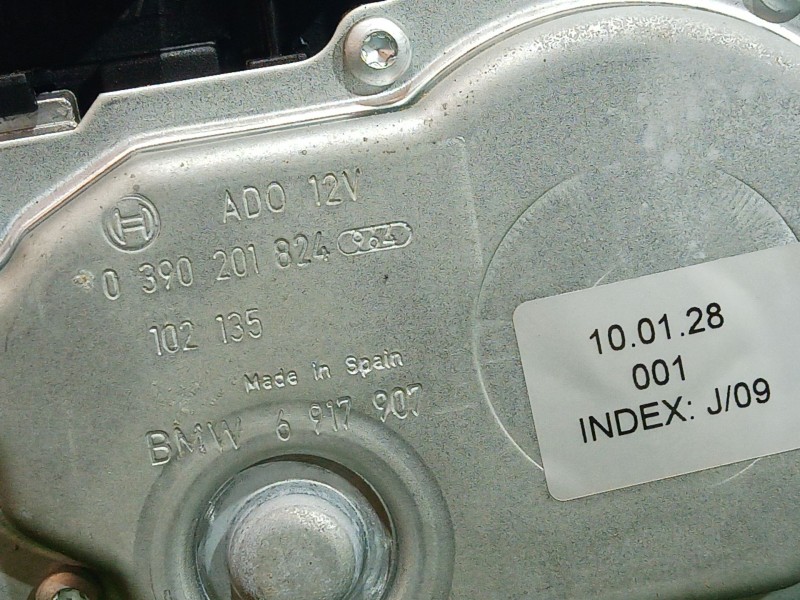 ADO 12V
0 390 201 824 964
102 135
Made in Spain
BMW 6 917 907
10.01.28
001
INDEX: J/09